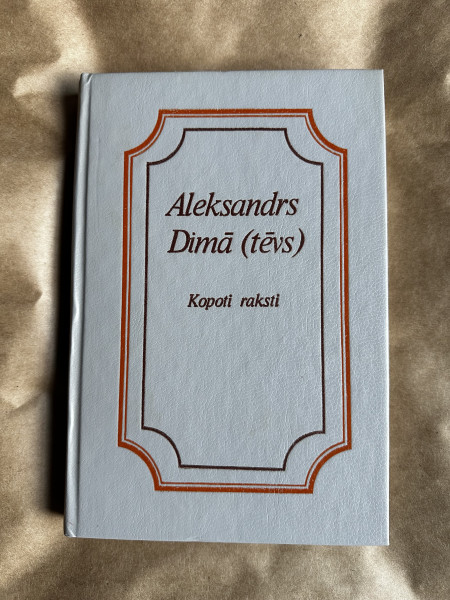 Aleksandrs
Dimā (tēvs)
Kopoti raksti